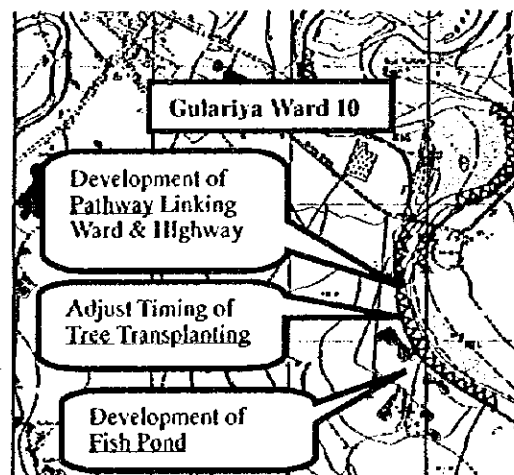 Gulariya Ward 10
Development of
Pathway Linking
Ward & Highway
Adjust Timing of
Tree Transplanting
Development of
Fish Pond